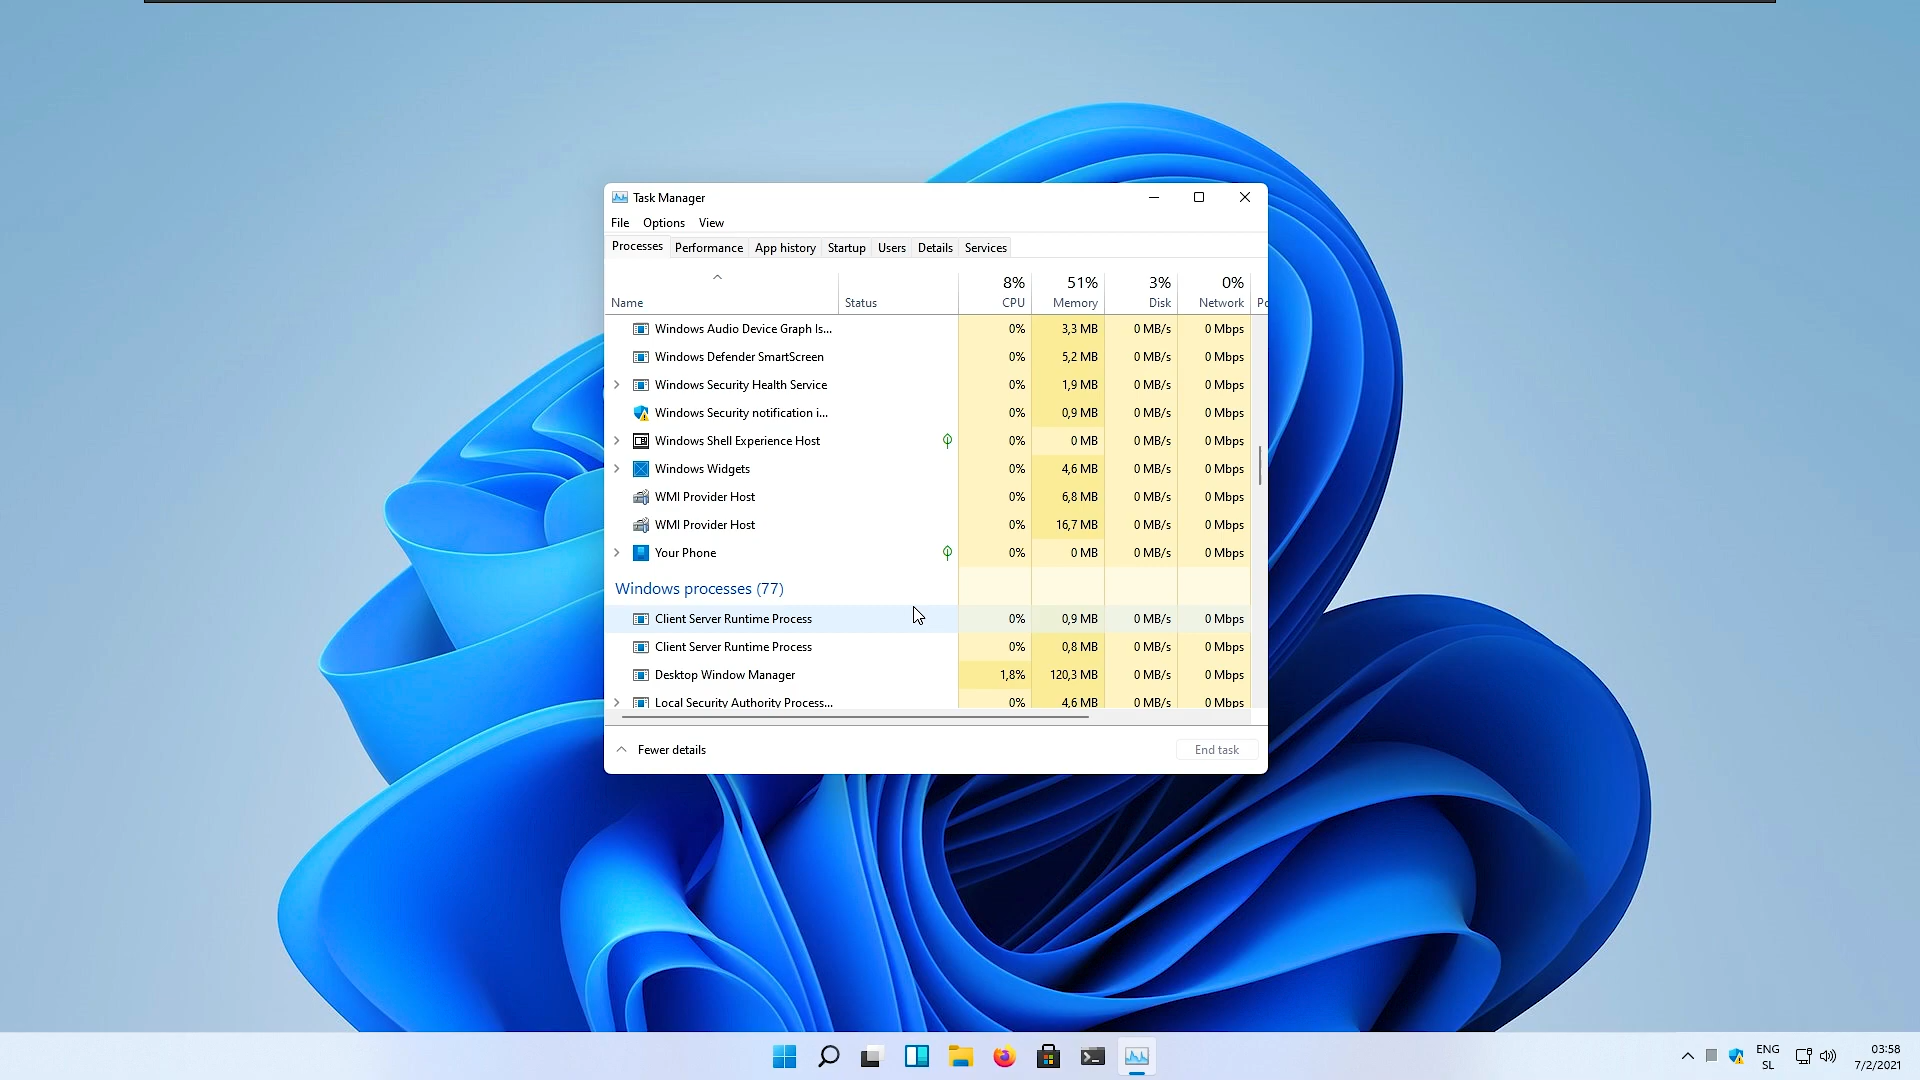 Task Manager
File Options View
Processes Performance App history Startup Users Details Services
8% 51% 3% 0%
Name Status CPU Memory Disk Network Po
Windows Audio Device Graph Is... 0% 3,3 MB 0 MB/s 0 Mbps
Windows Defender SmartScreen 0% 5,2 MB 0 MB/s 0 Mbps
Windows Security Health Service 0% 1,9 MB 0 MB/s 0 Mbps
Windows Security notification i... 0% 0,9 MB 0 MB/s 0 Mbps
Windows Shell Experience Host 0% 0 MB 0 MB/s 0 Mbps
Windows Widgets 0% 4,6 MB 0 MB/s 0 Mbps
WMI Provider Host 0% 6,8 MB 0 MB/s 0 Mbps
WMI Provider Host 0% 16,7 MB 0 MB/s 0 Mbps
Your Phone 0% 0 MB 0 MB/s 0 Mbps
Windows processes (77)
Client Server Runtime Process 0% 0,9 MB 0 MB/s 0 Mbps
Client Server Runtime Process 0% 0,8 MB 0 MB/s 0 Mbps
Desktop Window Manager 1,8% 120,3 MB 0 MB/s 0 Mbps
Local Security Authority Process... 0% 4,6 MB 0 MB/s 0 Mbps
Fewer details End task
ENG 03:58
SL 7/2/2021